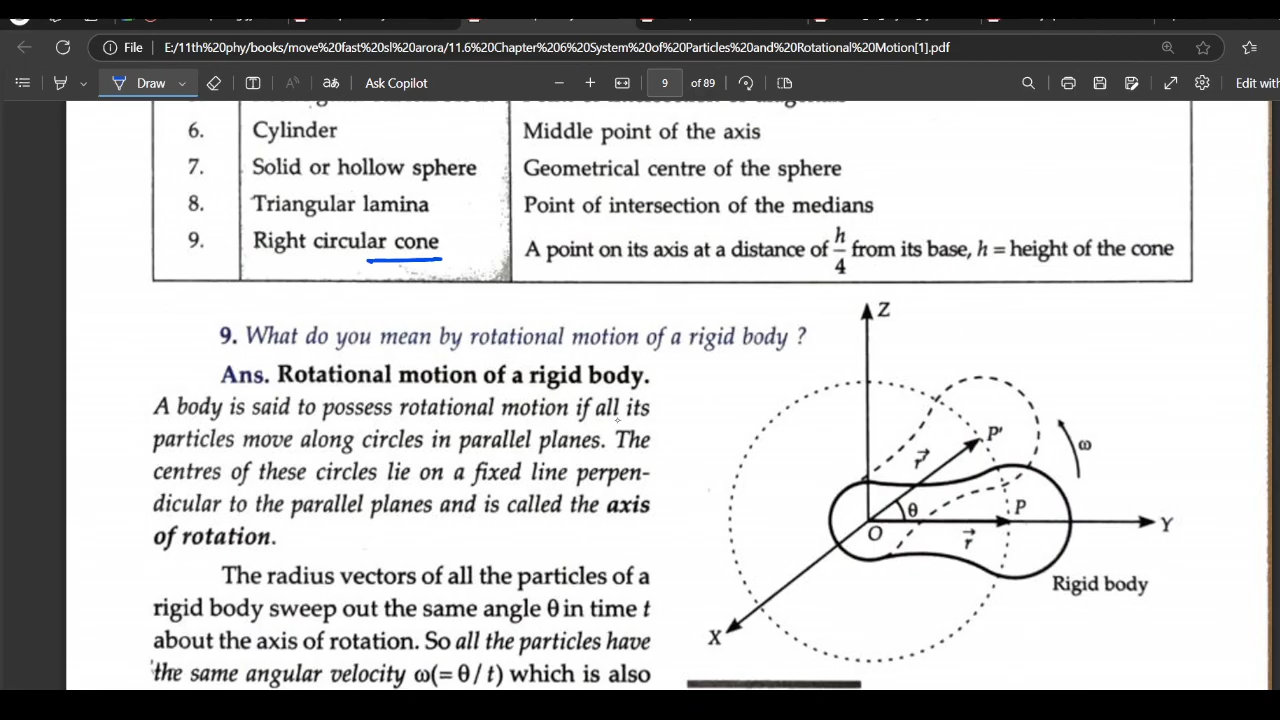 File E:/11th%20phy/books/move%20fast%20sl%20arora/11.6%20Chapter%206%20System%20of%20Particles%20and%20Rotational%20Motion[1].pdf
Draw Ask Copilot 9 of 89 Edit with
6. Cylinder Middle point of the axis
7. Solid or hollow sphere Geometrical centre of the sphere
8. Triangular lamina Point of intersection of the medians
9. Right circular cone A point on its axis at a distance of h/4 from its base, h = height of the cone
9. What do you mean by rotational motion of a rigid body ?
Ans. Rotational motion of a rigid body.
A body is said to possess rotational motion if all its
particles move along circles in parallel planes. The
centres of these circles lie on a fixed line perpen-
dicular to the parallel planes and is called the axis
of rotation.
The radius vectors of all the particles of a
rigid body sweep out the same angle θ in time t
about the axis of rotation. So all the particles have
the same angular velocity ω(= θ/t) which is also
Z
P'
ω
r⃗
θ
P
O
Y
r⃗
Rigid body
X